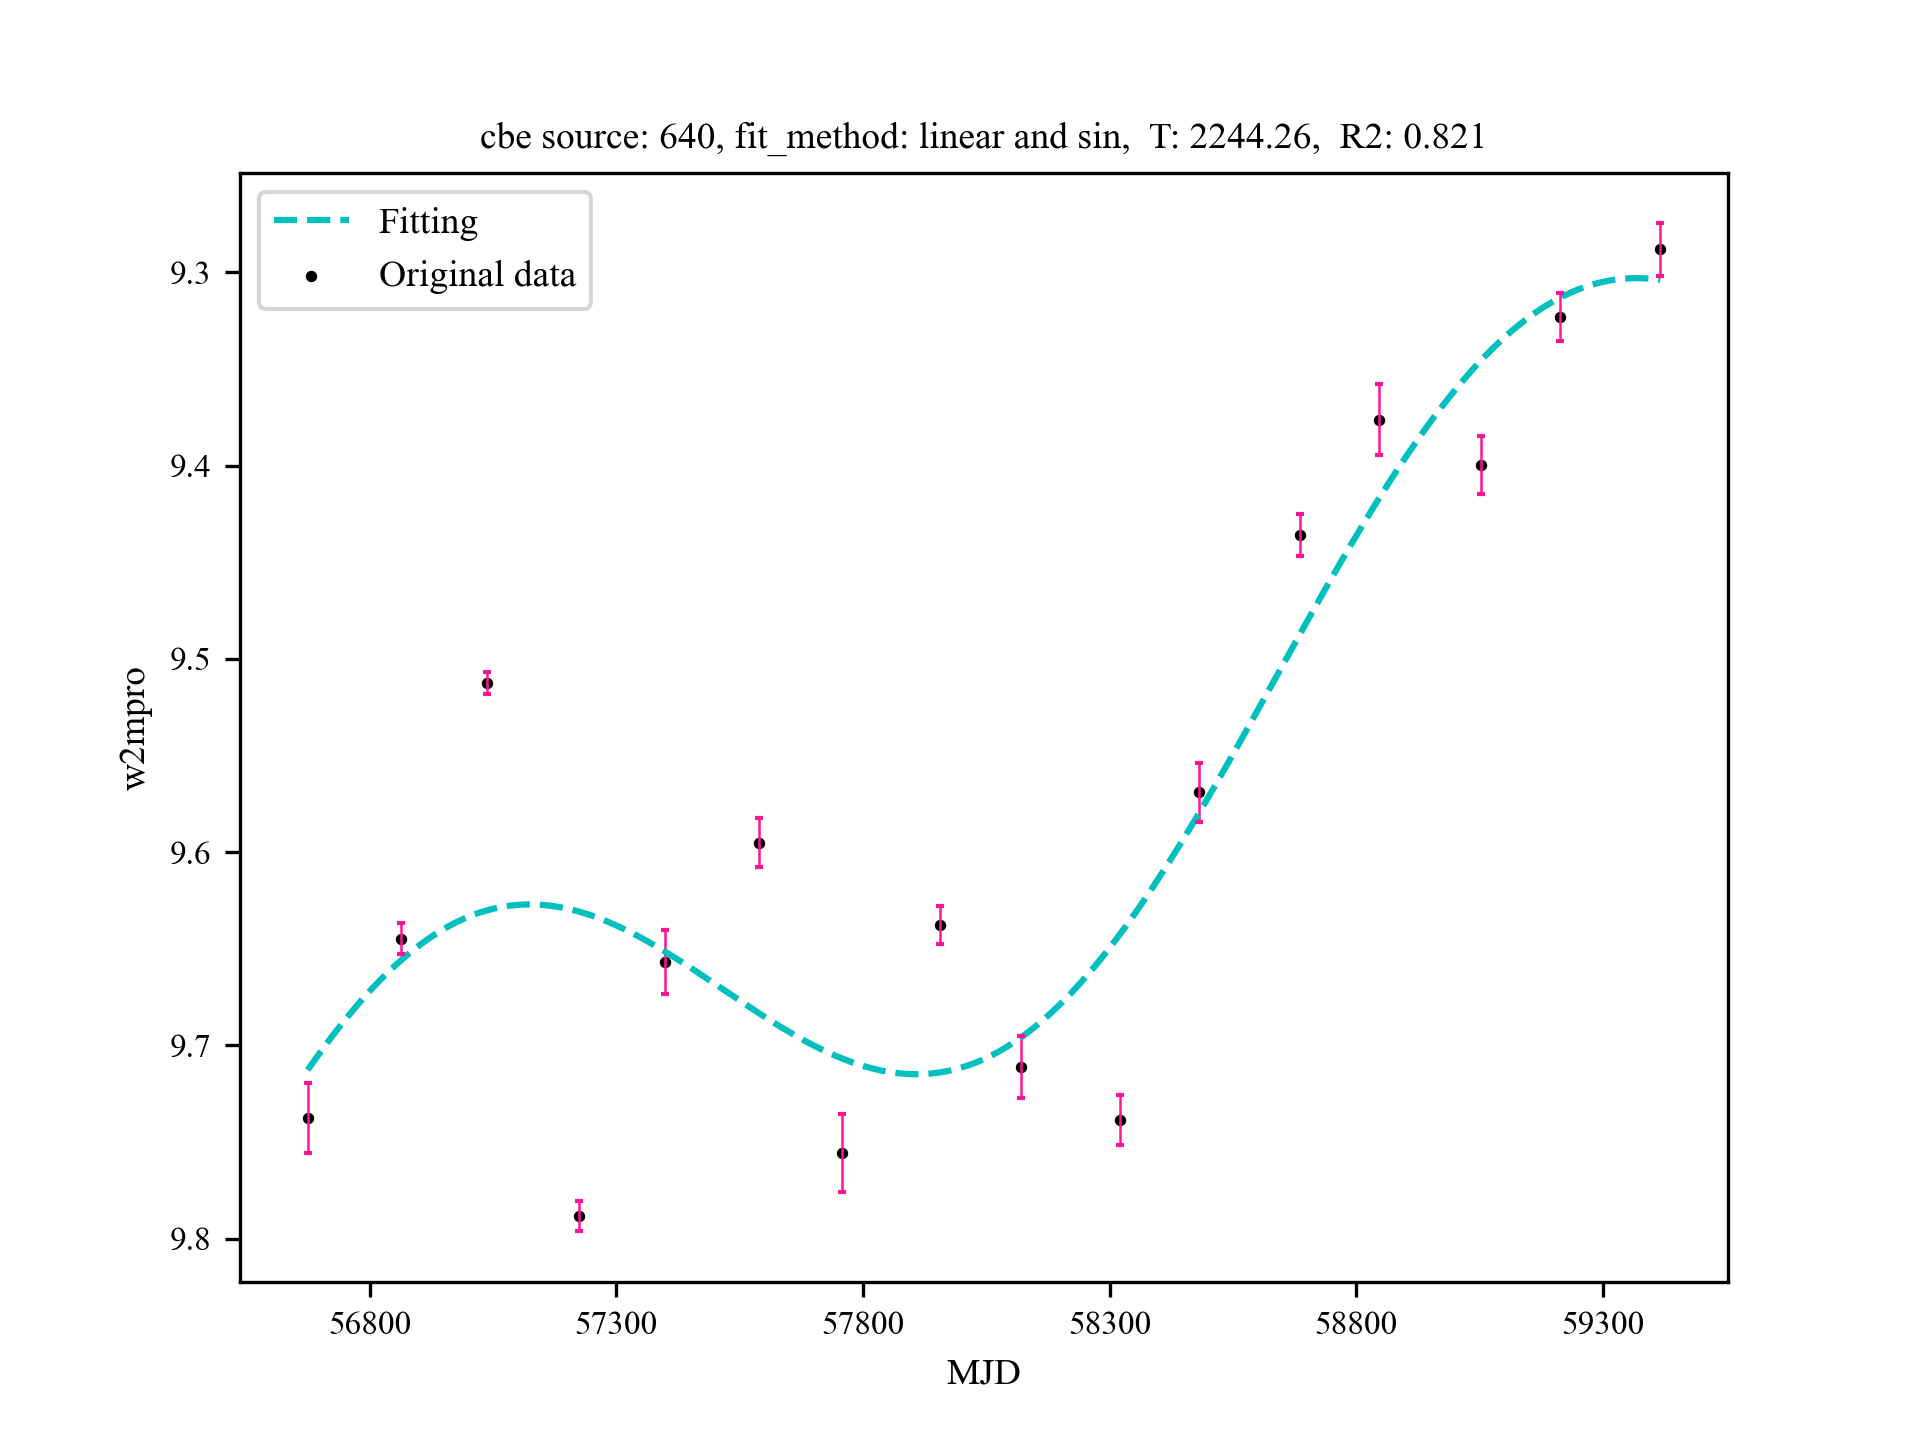 cbe source: 640, fit_method: linear and sin,  T: 2244.26,  R2: 0.821
Fitting
Original data
9.3
9.4
9.5
9.6
9.7
9.8
w2mpro
56800 57300 57800 58300 58800 59300
MJD